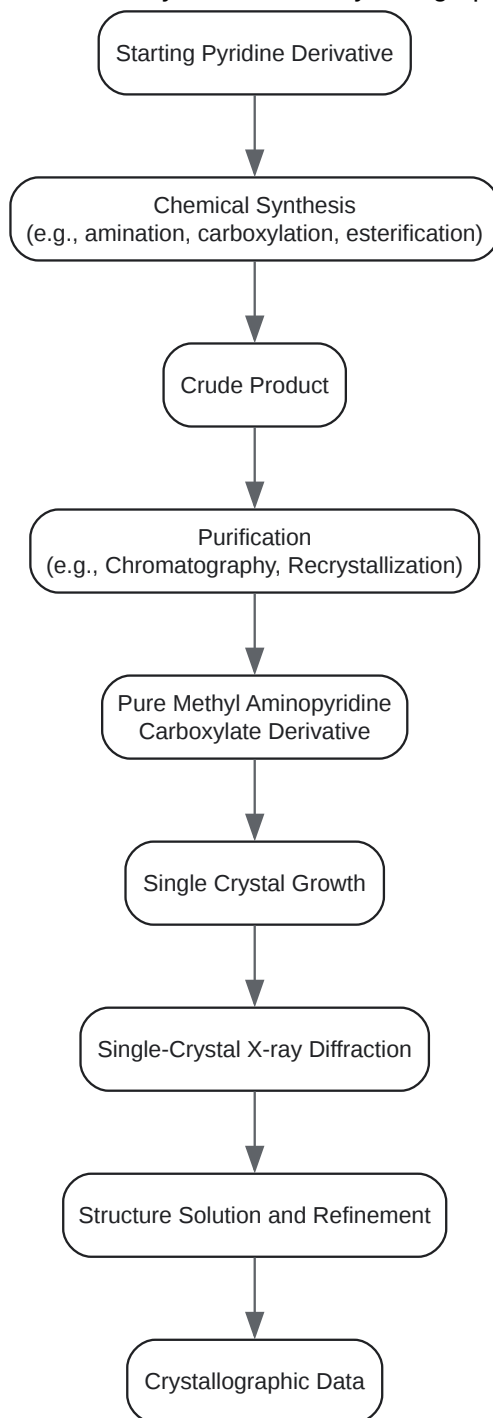 Starting Pyridine Derivative
Chemical Synthesis
(e.g., amination, carboxylation, esterification)
Crude Product
Purification
(e.g., Chromatography, Recrystallization)
Pure Methyl Aminopyridine
Carboxylate Derivative
Single Crystal Growth
Single-Crystal X-ray Diffraction
Structure Solution and Refinement
Crystallographic Data